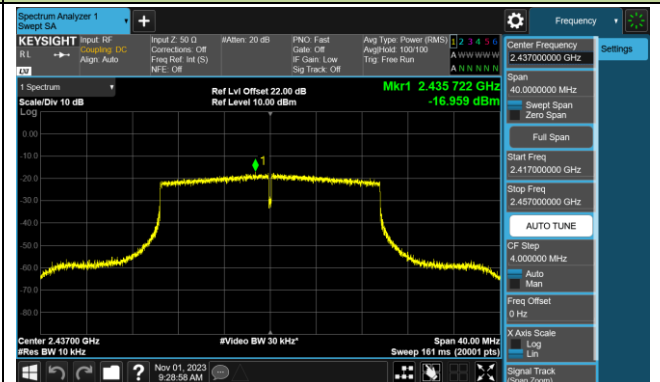 Spectrum Analyzer 1
Swept SA
Frequency
KEYSIGHT
Input: RF
Coupling: DC
Align: Auto
Input Z: 50 Ω
Corrections: Off
Freq Ref: Int (S)
NFE: Off
#Atten: 20 dB
PNO: Fast
Gate: Off
IF Gain: Low
Sig Track: Off
Avg Type: Power (RMS)
Avg|Hold: 100/100
Trig: Free Run
1 2 3 4 5 6
A W W W W W
A N N N N N
R L
Center Frequency
2.437000000 GHz
Settings
Span
40.0000000 MHz
Swept Span
Zero Span
Full Span
Start Freq
2.417000000 GHz
Stop Freq
2.457000000 GHz
AUTO TUNE
CF Step
4.000000 MHz
Auto
Man
Freq Offset
0 Hz
X Axis Scale
Log
Lin
Signal Track
(Span Zoom)
1 Spectrum
Scale/Div 10 dB
Log
Ref Lvl Offset 22.00 dB
Ref Level 10.00 dBm
Mkr1 2.435 722 GHz
-16.959 dBm
0.00
-10.0
-20.0
-30.0
-40.0
-50.0
-60.0
-70.0
-80.0
1
Center 2.43700 GHz
#Res BW 10 kHz
#Video BW 30 kHz*
Span 40.00 MHz
Sweep 161 ms (20001 pts)
?
Nov 01, 2023
9:28:58 AM